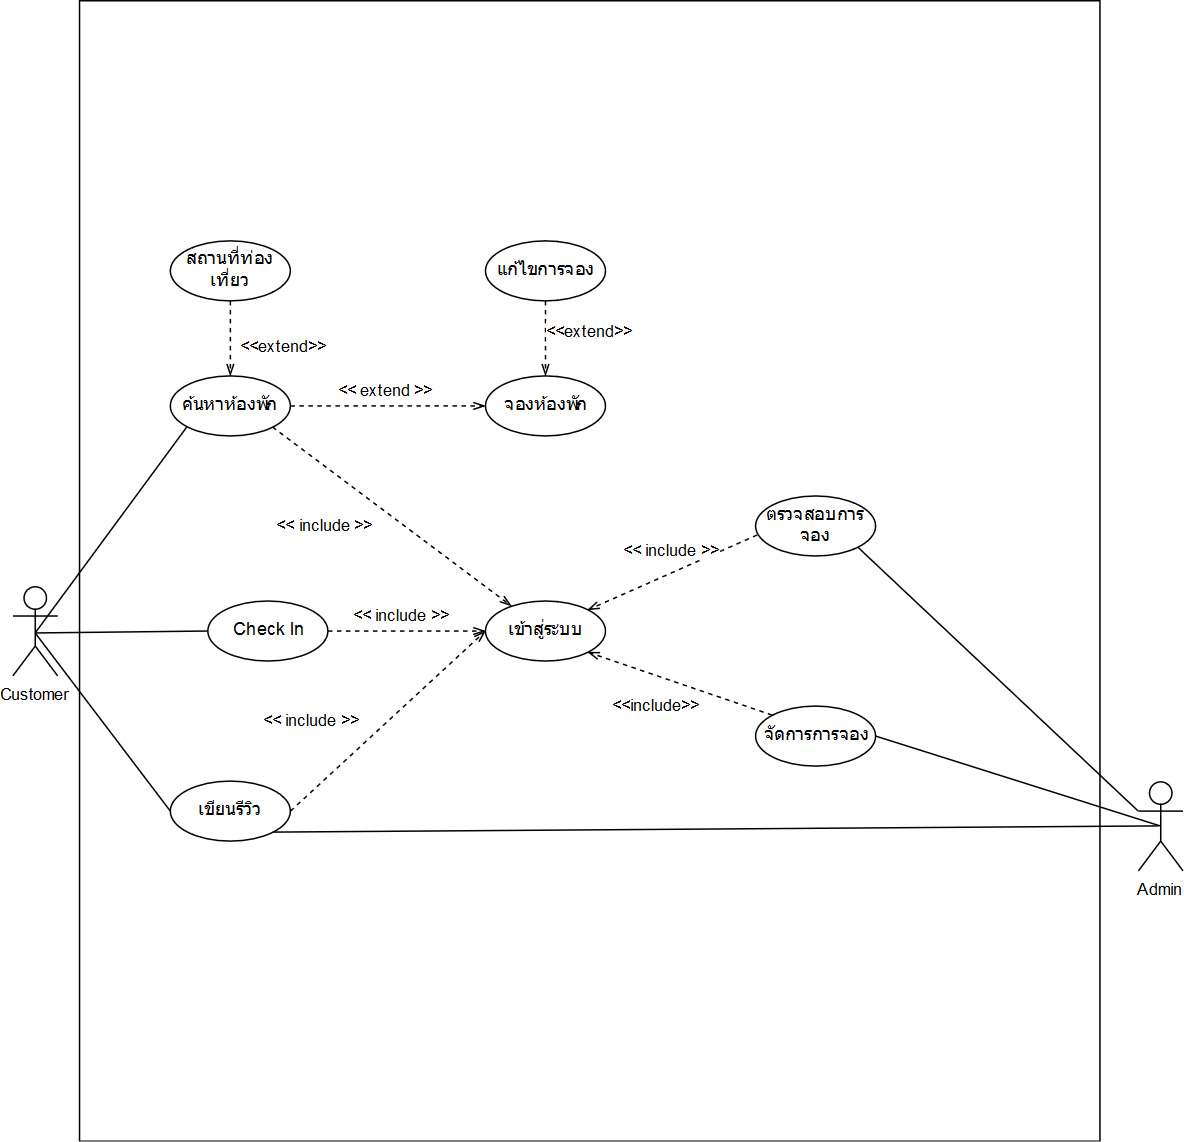 สถานที่ท่อง
เที่ยว
แก้ไขการจอง
<<extend>>
<<extend>>
ค้นหาห้องพัก
<< extend >>
จองห้องพัก
<< include >>
ตรวจสอบการ
จอง
<< include >>
Check In
<< include >>
เข้าสู่ระบบ
Customer
<<include>>
<< include >>
จัดการการจอง
เขียนรีวิว
Admin